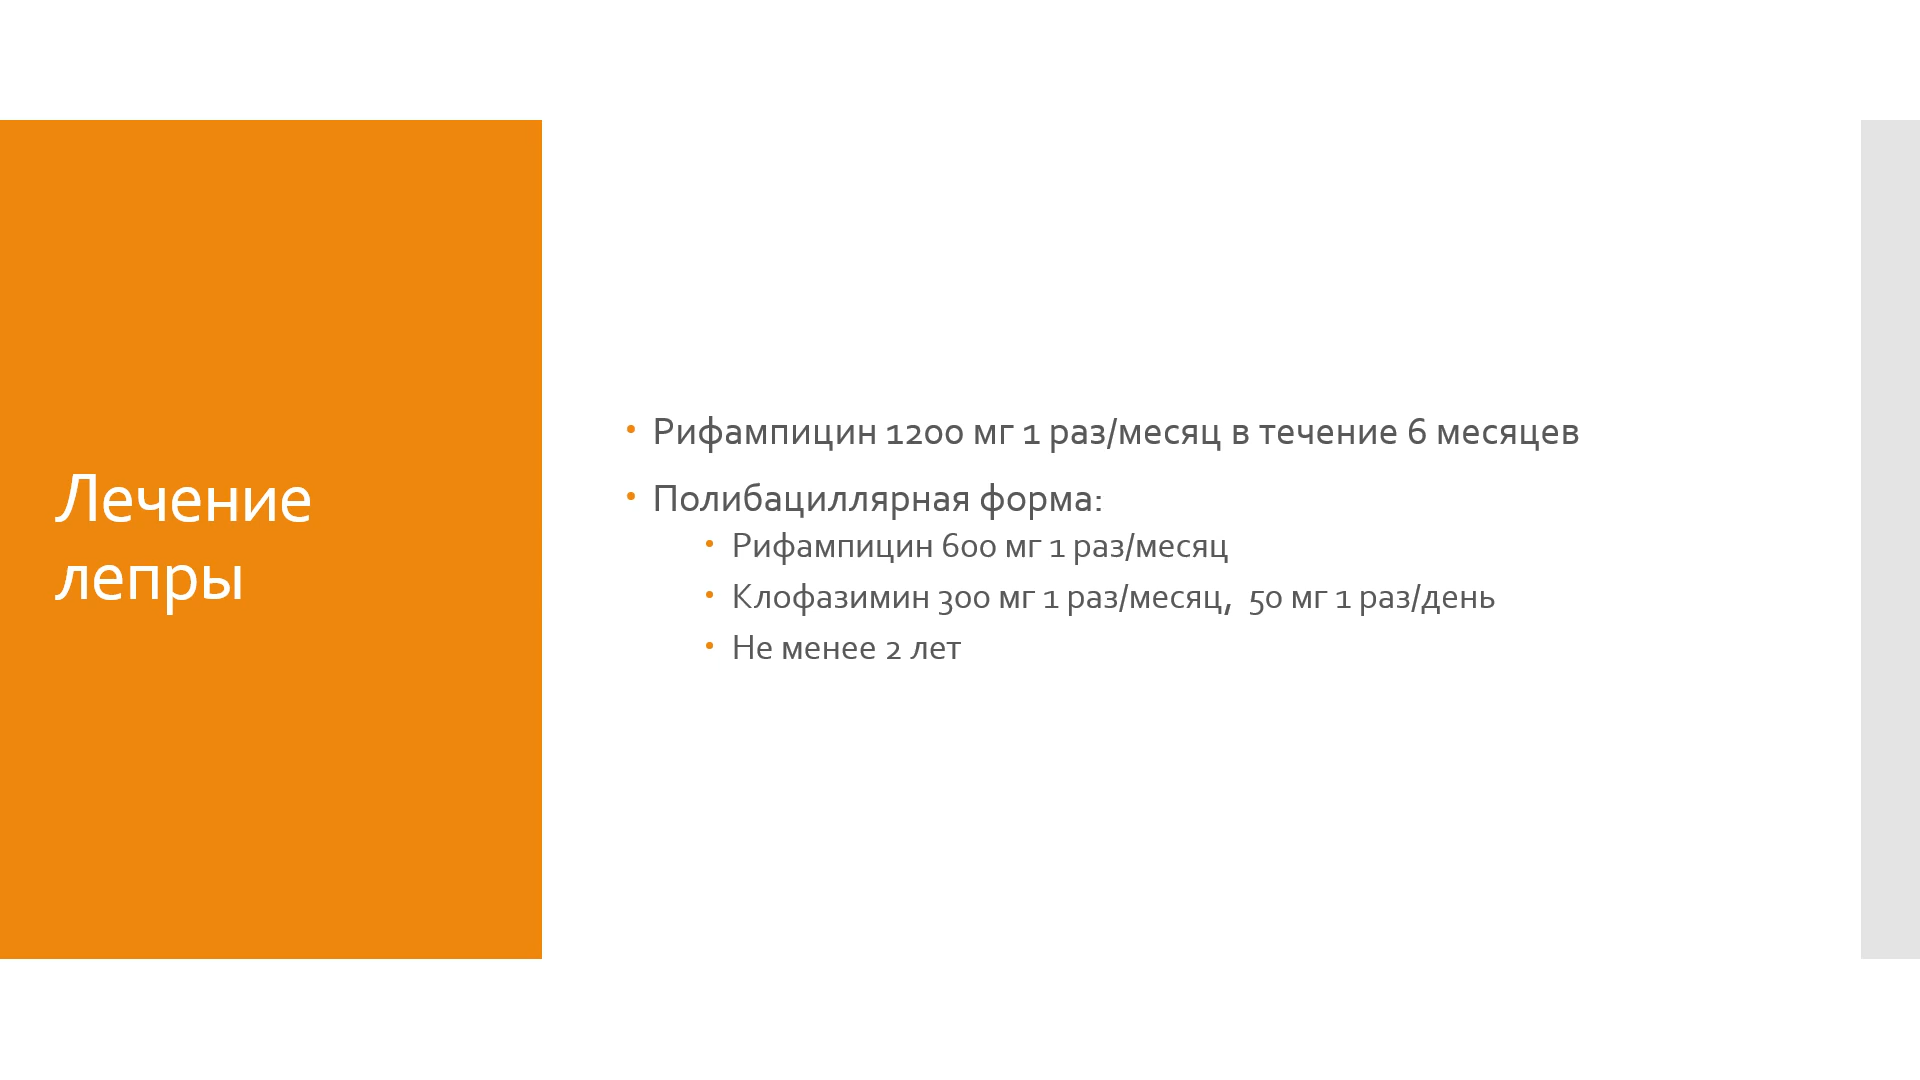 Лечение
лепры
• Рифампицин 1200 мг 1 раз/месяц в течение 6 месяцев
• Полибациллярная форма:
• Рифампицин 600 мг 1 раз/месяц
• Клофазимин 300 мг 1 раз/месяц, 50 мг 1 раз/день
• Не менее 2 лет